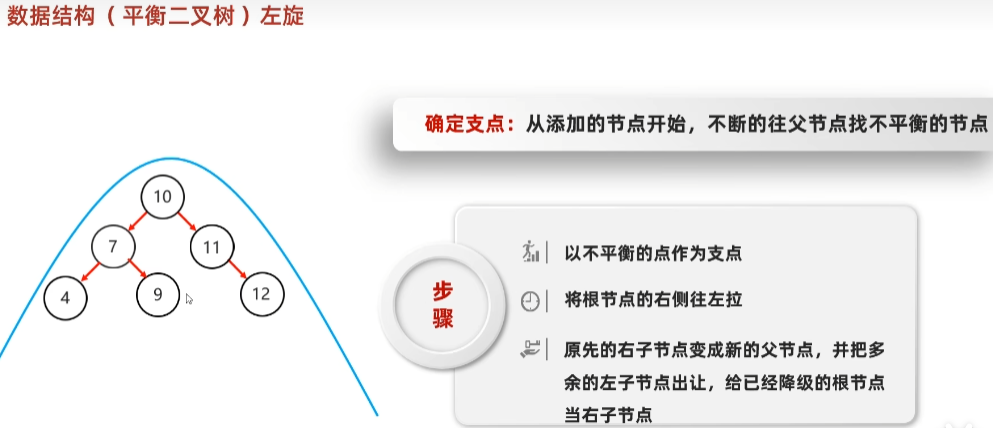 数据结构（平衡二叉树）左旋
确定支点：从添加的节点开始，不断的往父节点找不平衡的节点
10
7
11
4
9
12
步
骤
以不平衡的点作为支点
将根节点的右侧往左拉
原先的右子节点变成新的父节点，并把多
余的左子节点出让，给已经降级的根节点
当右子节点